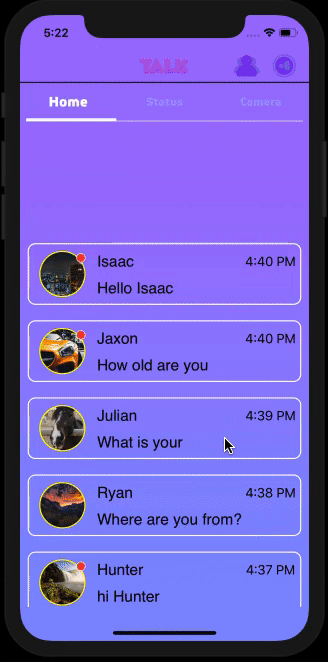 5:22
TALK
Home Status Camera
Isaac 4:40 PM
Hello Isaac
Jaxon 4:40 PM
How old are you
Julian 4:39 PM
What is your
Ryan 4:38 PM
Where are you from?
Hunter 4:37 PM
hi Hunter